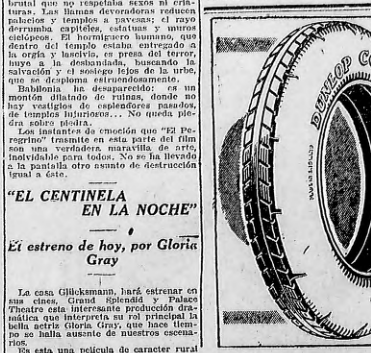 brutal que no respetaba sexos ni cria-
turas. Las llamas devoradoras reducen
palacios y templos a pavesas; el rayo
derrumba capiteles, estatuas y muros
ciclópeos. El hormiguero humano, que
dentro del templo estaba entregado a
la orgía y lascivia, es presa del terror,
huye a la desbandada, buscando la
salvación y el sosiego lejos de la urbe,
que se desploma estruendosamente.
Babilonia ha desaparecido: es un
montón dilatado de ruinas, donde no
hay vestigios de esplendores pasados,
de templos lujuriosos... No queda pie-
dra sobre piedra.
Los instantes de emoción que "El Pe-
regrino" trasmite en esta parte del film
son una verdadera maravilla de arte,
inolvidable para todos. No se ha llevado
a la pantalla otro asunto de destrucción
igual a éste.
"EL CENTINELA
EN LA NOCHE"
El estreno de hoy, por Gloria
Gray
La casa Glücksmann, hará estrenar en
sus cines, Grand Splendid y Palace
Theatre esta interesante producción dra-
mática que interpreta su rol principal la
bella actriz Gloria Gray, que hace tiem-
po se halla ausente de nuestros escena-
rios.
Es esta una película de caracter rural
DUNLOP CO